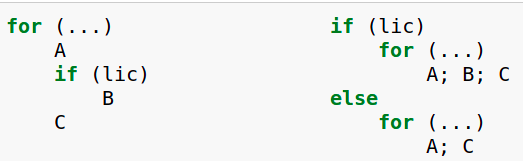 for (...)
    A
    if (lic)
        B
    C
if (lic)
    for (...)
        A; B; C
else
    for (...)
        A; C